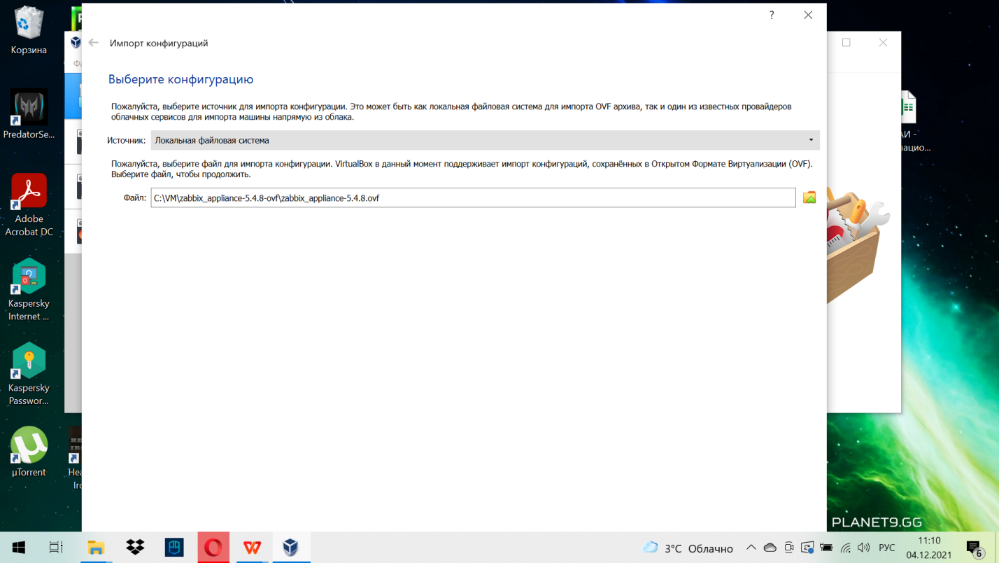 ?
Импорт конфигураций
Выберите конфигурацию
Пожалуйста, выберите источник для импорта конфигурации. Это может быть как локальная файловая система для импорта OVF архива, так и один из известных провайдеров
облачных сервисов для импорта машины напрямую из облака.
Источник: Локальная файловая система
Пожалуйста, выберите файл для импорта конфигурации. VirtualBox в данный момент поддерживает импорт конфигураций, сохранённых в Открытом Формате Виртуализации (OVF).
Выберите файл, чтобы продолжить.
Файл: C:\VM\zabbix_appliance-5.4.8-ovf\zabbix_appliance-5.4.8.ovf
Корзина
PredatorSe...
Adobe
Acrobat DC
Kaspersky
Internet ...
Kaspersky
Passwor...
µTorrent
Hea
Iro
АИ -
зацио...
PLANET9.GG
3°C Облачно
РУС
11:10
04.12.2021
6